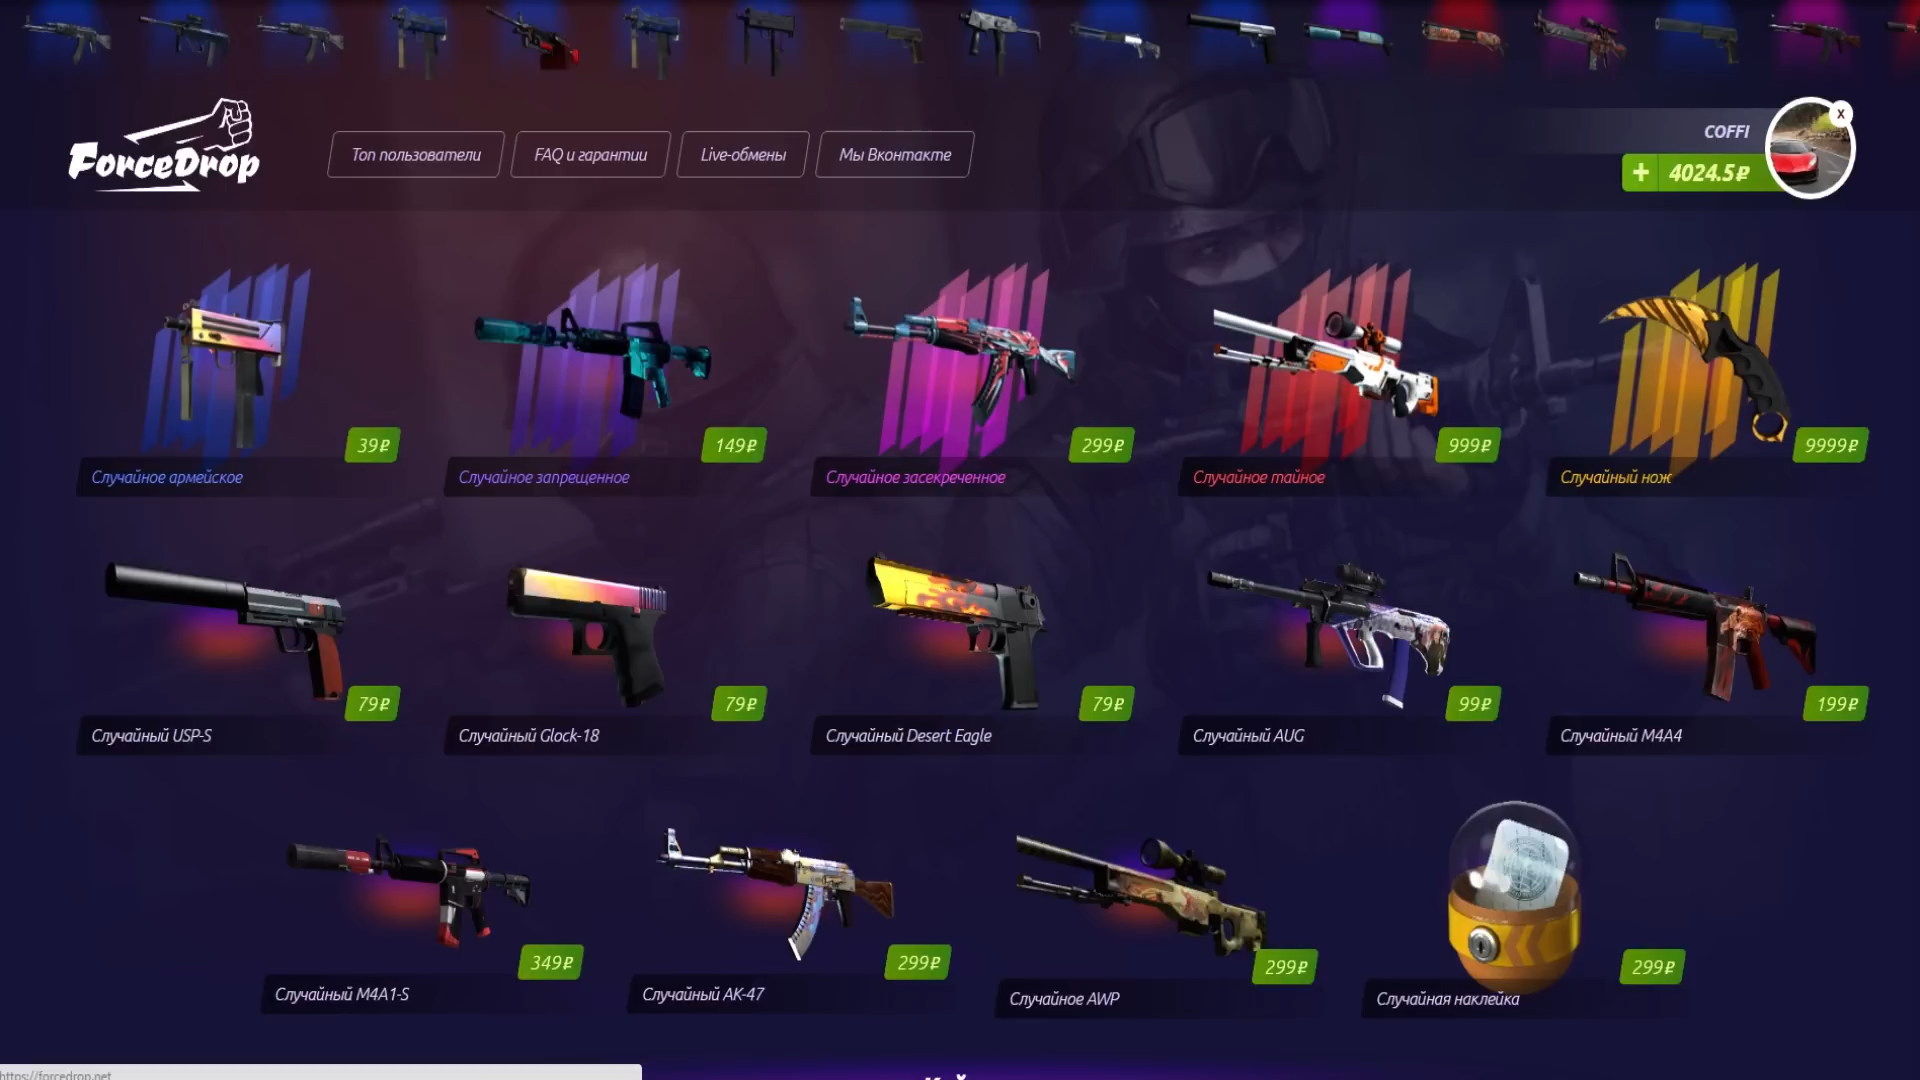 ForceDrop
Топ пользователи
FAQ и гарантии
Live-обмены
Мы Вконтакте
COFFI
x
+ 4024.5₽
39₽
Случайное армейское
149₽
Случайное запрещенное
299₽
Случайное засекреченное
999₽
Случайное тайное
9999₽
Случайный нож
79₽
Случайный USP-S
79₽
Случайный Glock-18
79₽
Случайный Desert Eagle
99₽
Случайный AUG
199₽
Случайный M4A4
349₽
Случайный M4A1-S
299₽
Случайный AK-47
299₽
Случайное AWP
299₽
Случайная наклейка
https://forcedrop.net